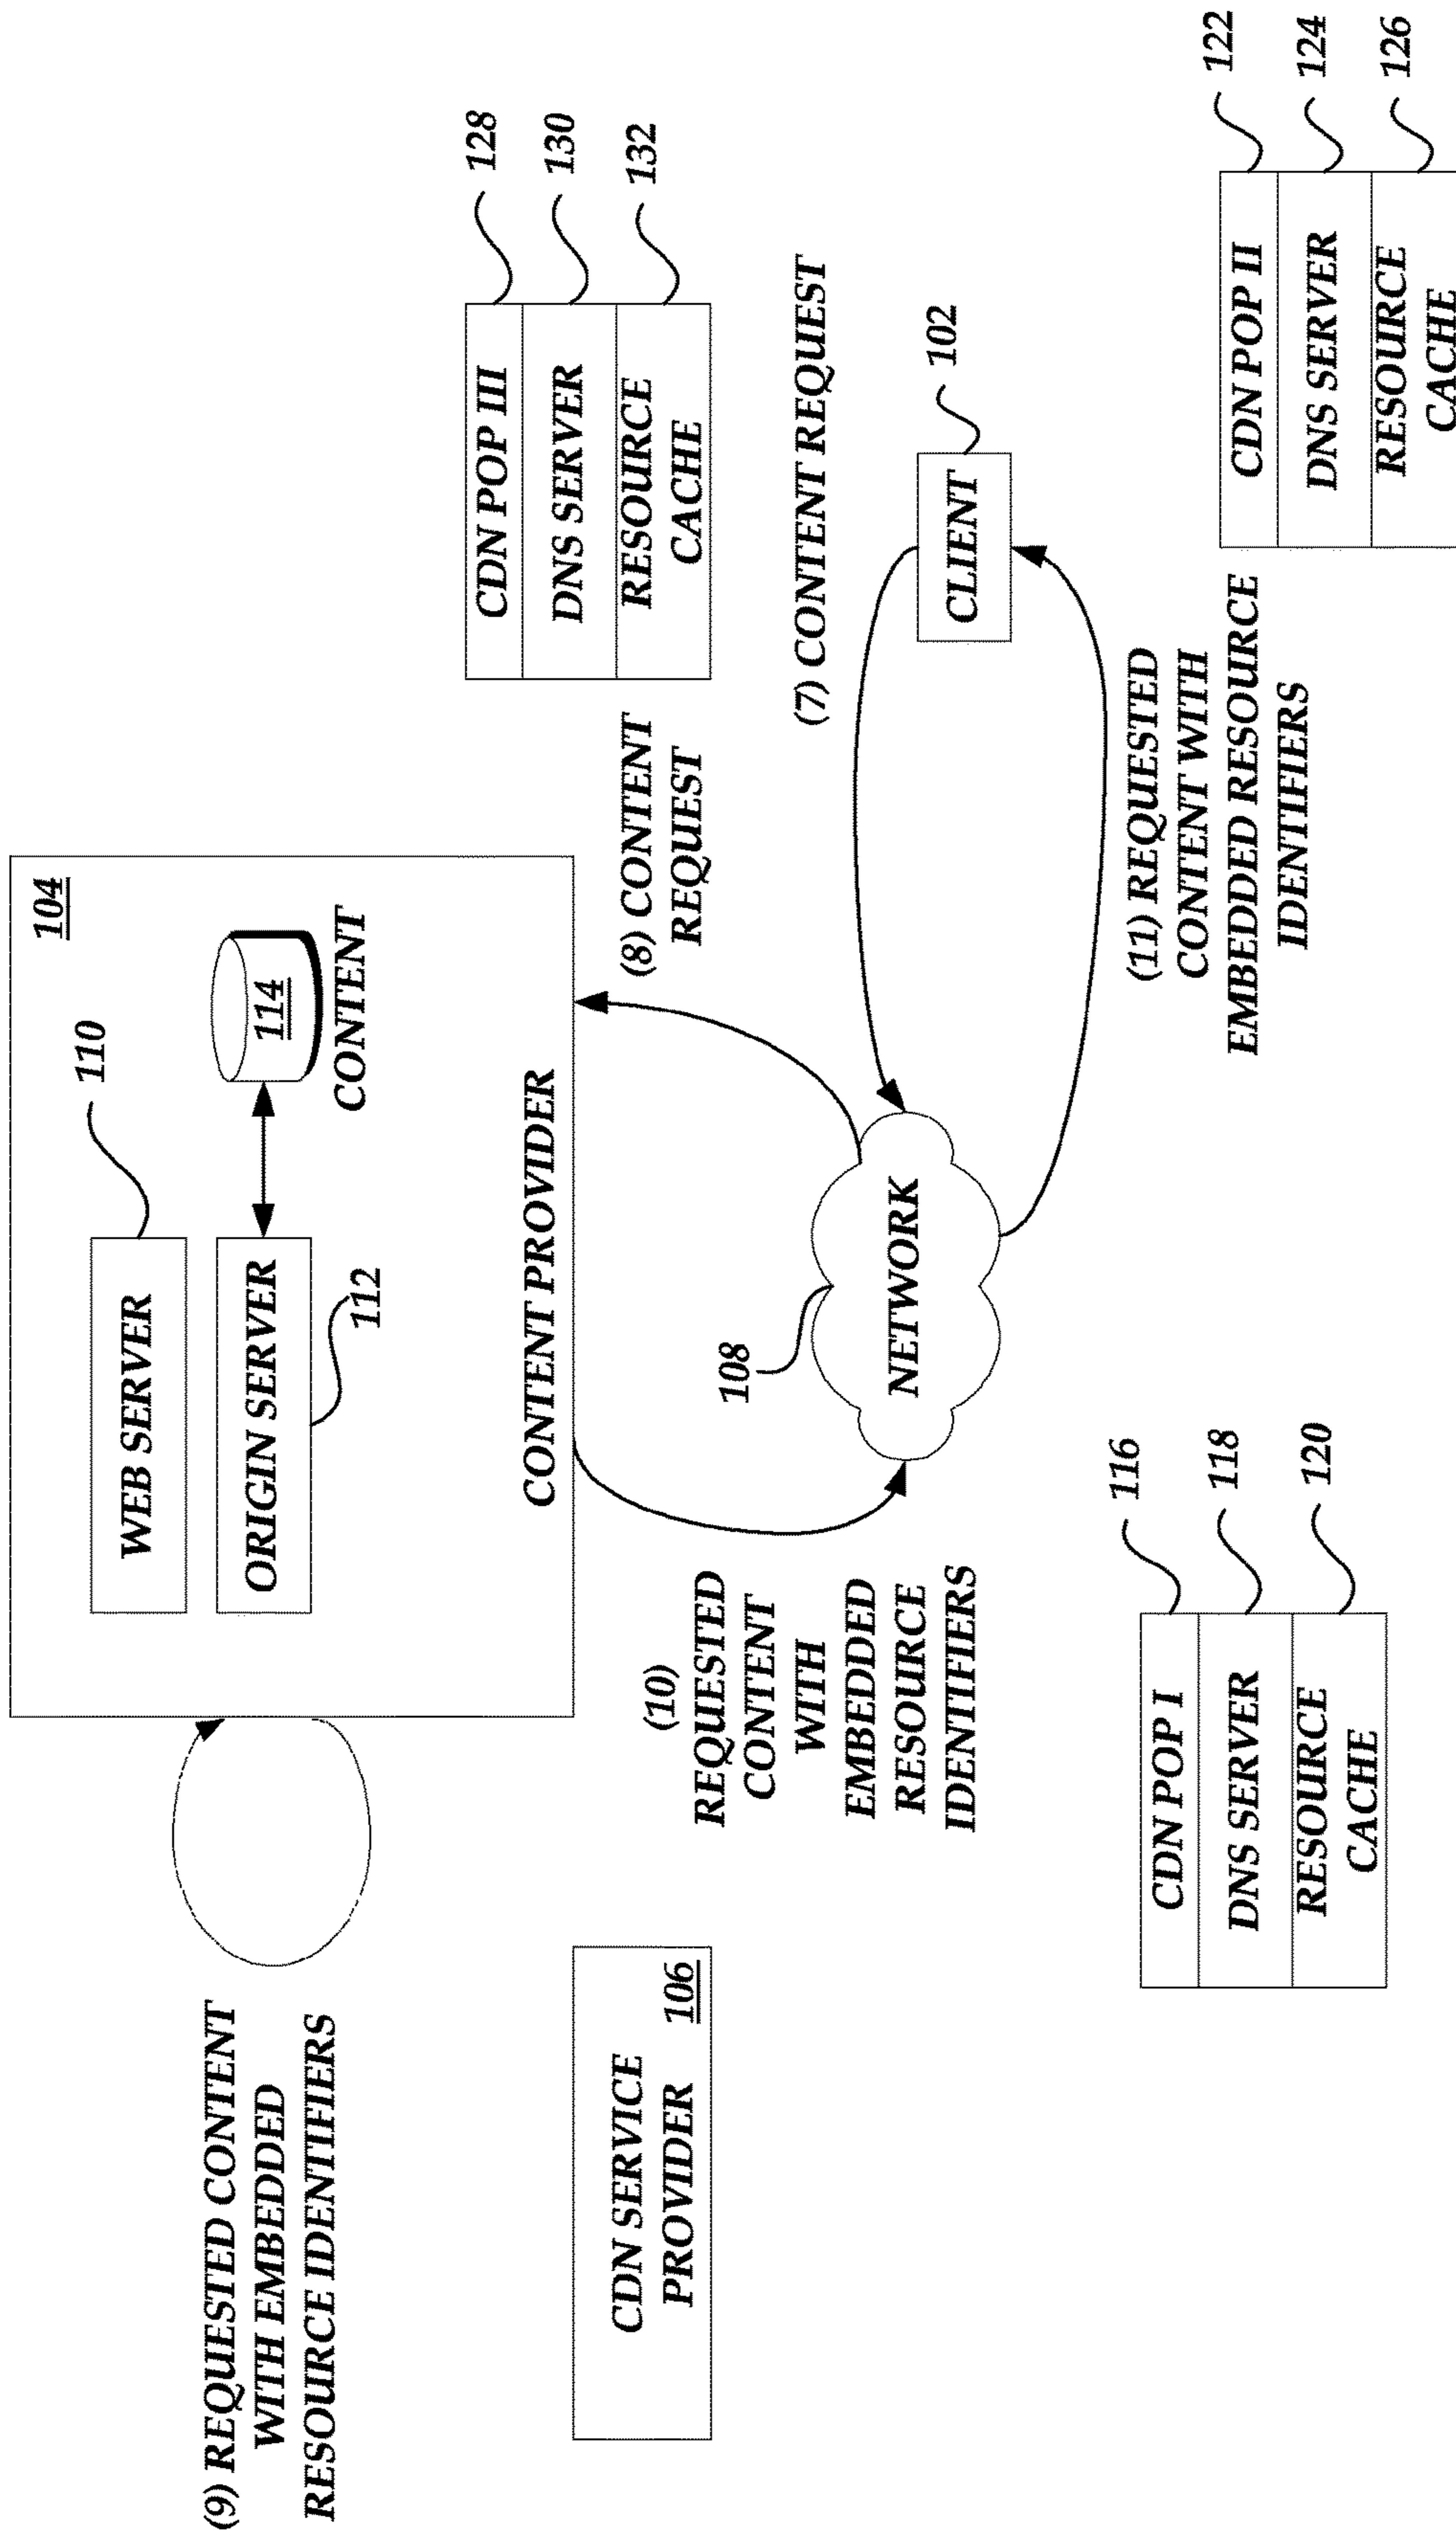 (9) REQUESTED CONTENT
WITH EMBEDDED
RESOURCE IDENTIFIERS
104
WEB SERVER
110
ORIGIN SERVER
112
114
CONTENT
CONTENT PROVIDER
CDN SERVICE
PROVIDER
106
(10)
REQUESTED
CONTENT
WITH
EMBEDDED
RESOURCE
IDENTIFIERS
(8) CONTENT
REQUEST
CDN POP III
DNS SERVER
RESOURCE
CACHE
128
130
132
108
NETWORK
(7) CONTENT REQUEST
CLIENT
102
(11) REQUESTED
CONTENT WITH
EMBEDDED RESOURCE
IDENTIFIERS
CDN POP I
DNS SERVER
RESOURCE
CACHE
116
118
120
CDN POP II
DNS SERVER
RESOURCE
CACHE
122
124
126